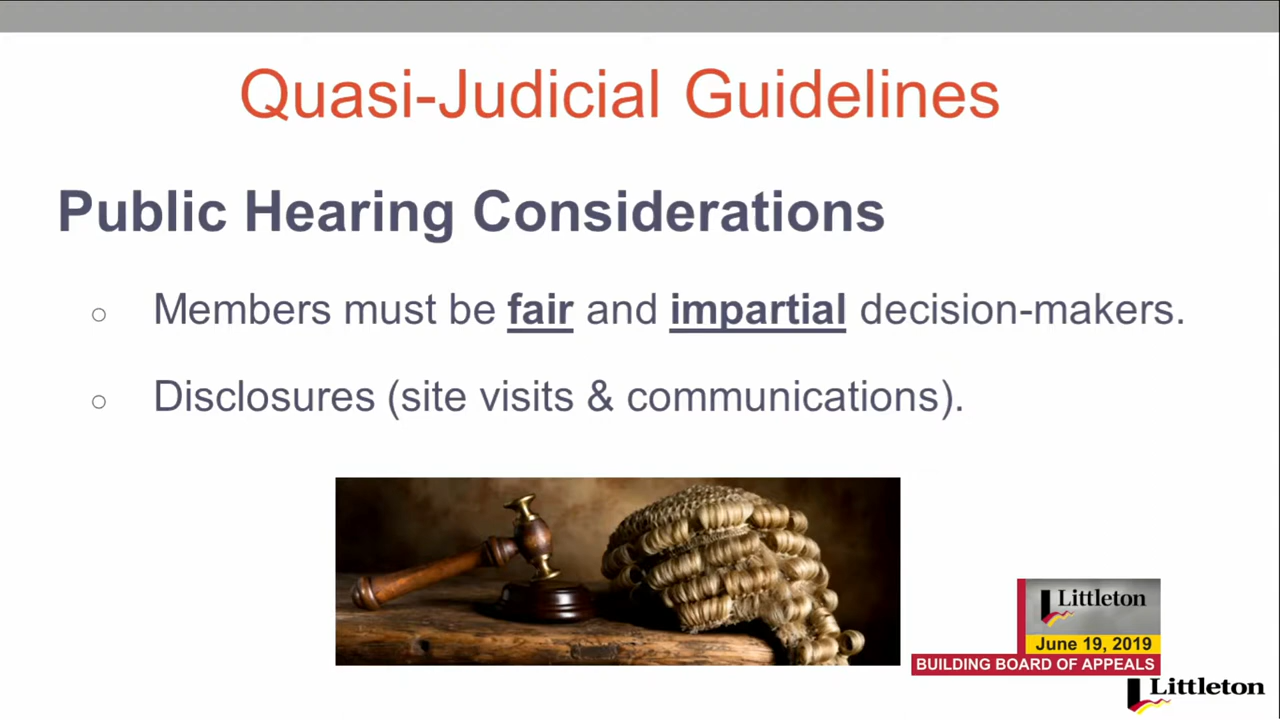 Quasi-Judicial Guidelines
Public Hearing Considerations
Members must be fair and impartial decision-makers.
Disclosures (site visits & communications).
Littleton
June 19, 2019
BUILDING BOARD OF APPEALS
Littleton